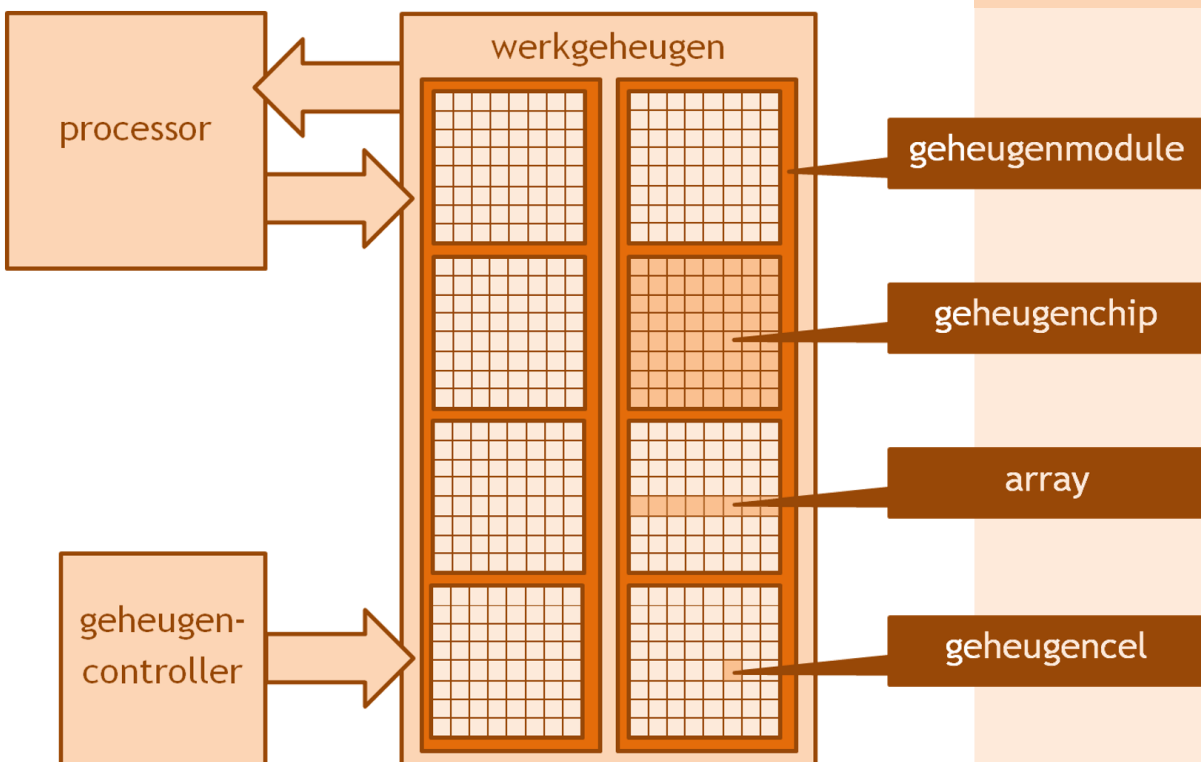 werkgeheugen
processor
geheugenmodule
geheugenchip
array
geheugen-
controller
geheugencel